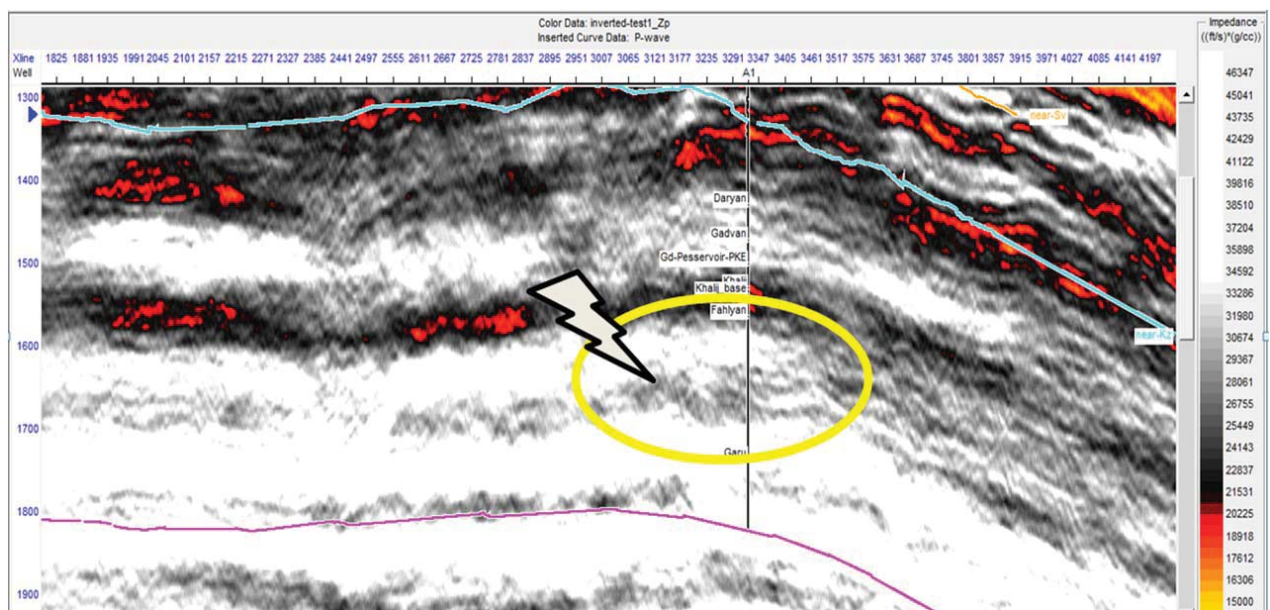 Color Data: inverted-test1_Zp
Inserted Curve Data: P-wave
Impedance
((ft/s)*(g/cc))
Xline 1825 1881 1935 1991 2045 2101 2157 2215 2271 2329 2385 2441 2497 2555 2611 2667 2725 2781 2837 2895 2951 3007 3065 3121 3177 3235 3291 3347 3405 3461 3517 3575 3631 3687 3745 3801 3857 3915 3971 4027 4085 4141 4197
Well
A1
1300
1400
1500
1600
1700
1800
1900
near-Sv
Daryan
Gadvan
Gd-Pesservoir-PKE
Khalij
Khalij_base
Fahlyan
near-Kz
Garu
46347
45041
43735
42429
41122
39816
38510
37204
35898
34592
33286
31980
30674
29367
28061
26755
25449
24143
22837
21531
20225
18918
17612
16306
15000